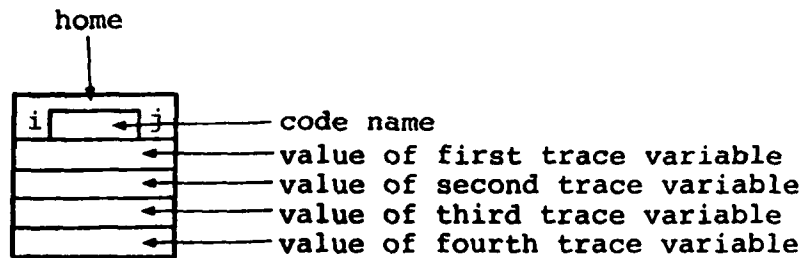 home
i j code name
value of first trace variable
value of second trace variable
value of third trace variable
value of fourth trace variable